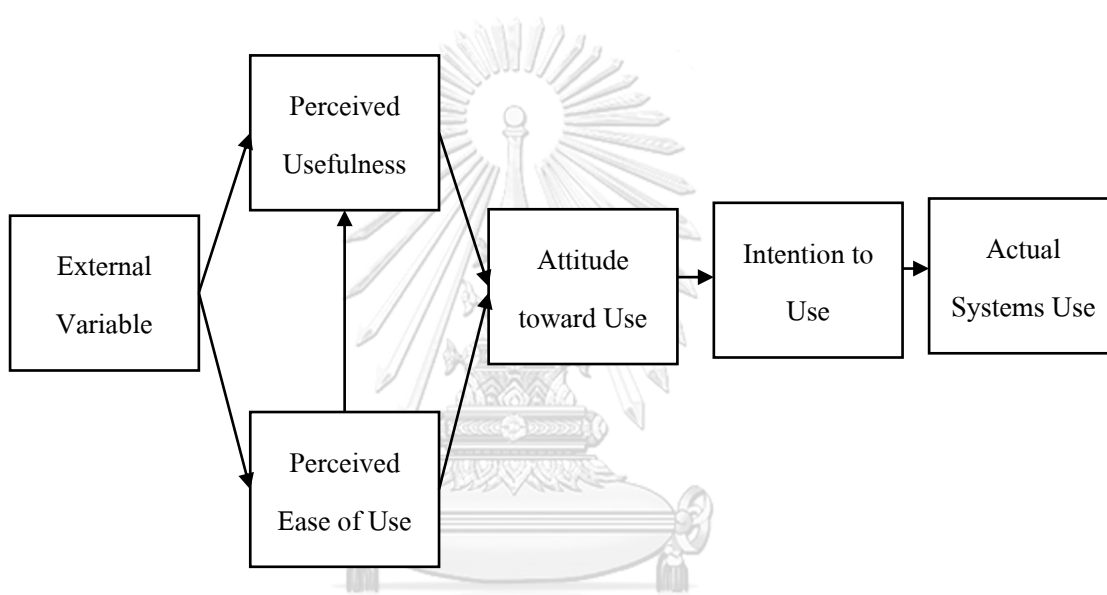 Perceived
Usefulness
External
Variable
Perceived
Ease of Use
Attitude
toward Use
Intention to
Use
Actual
Systems Use